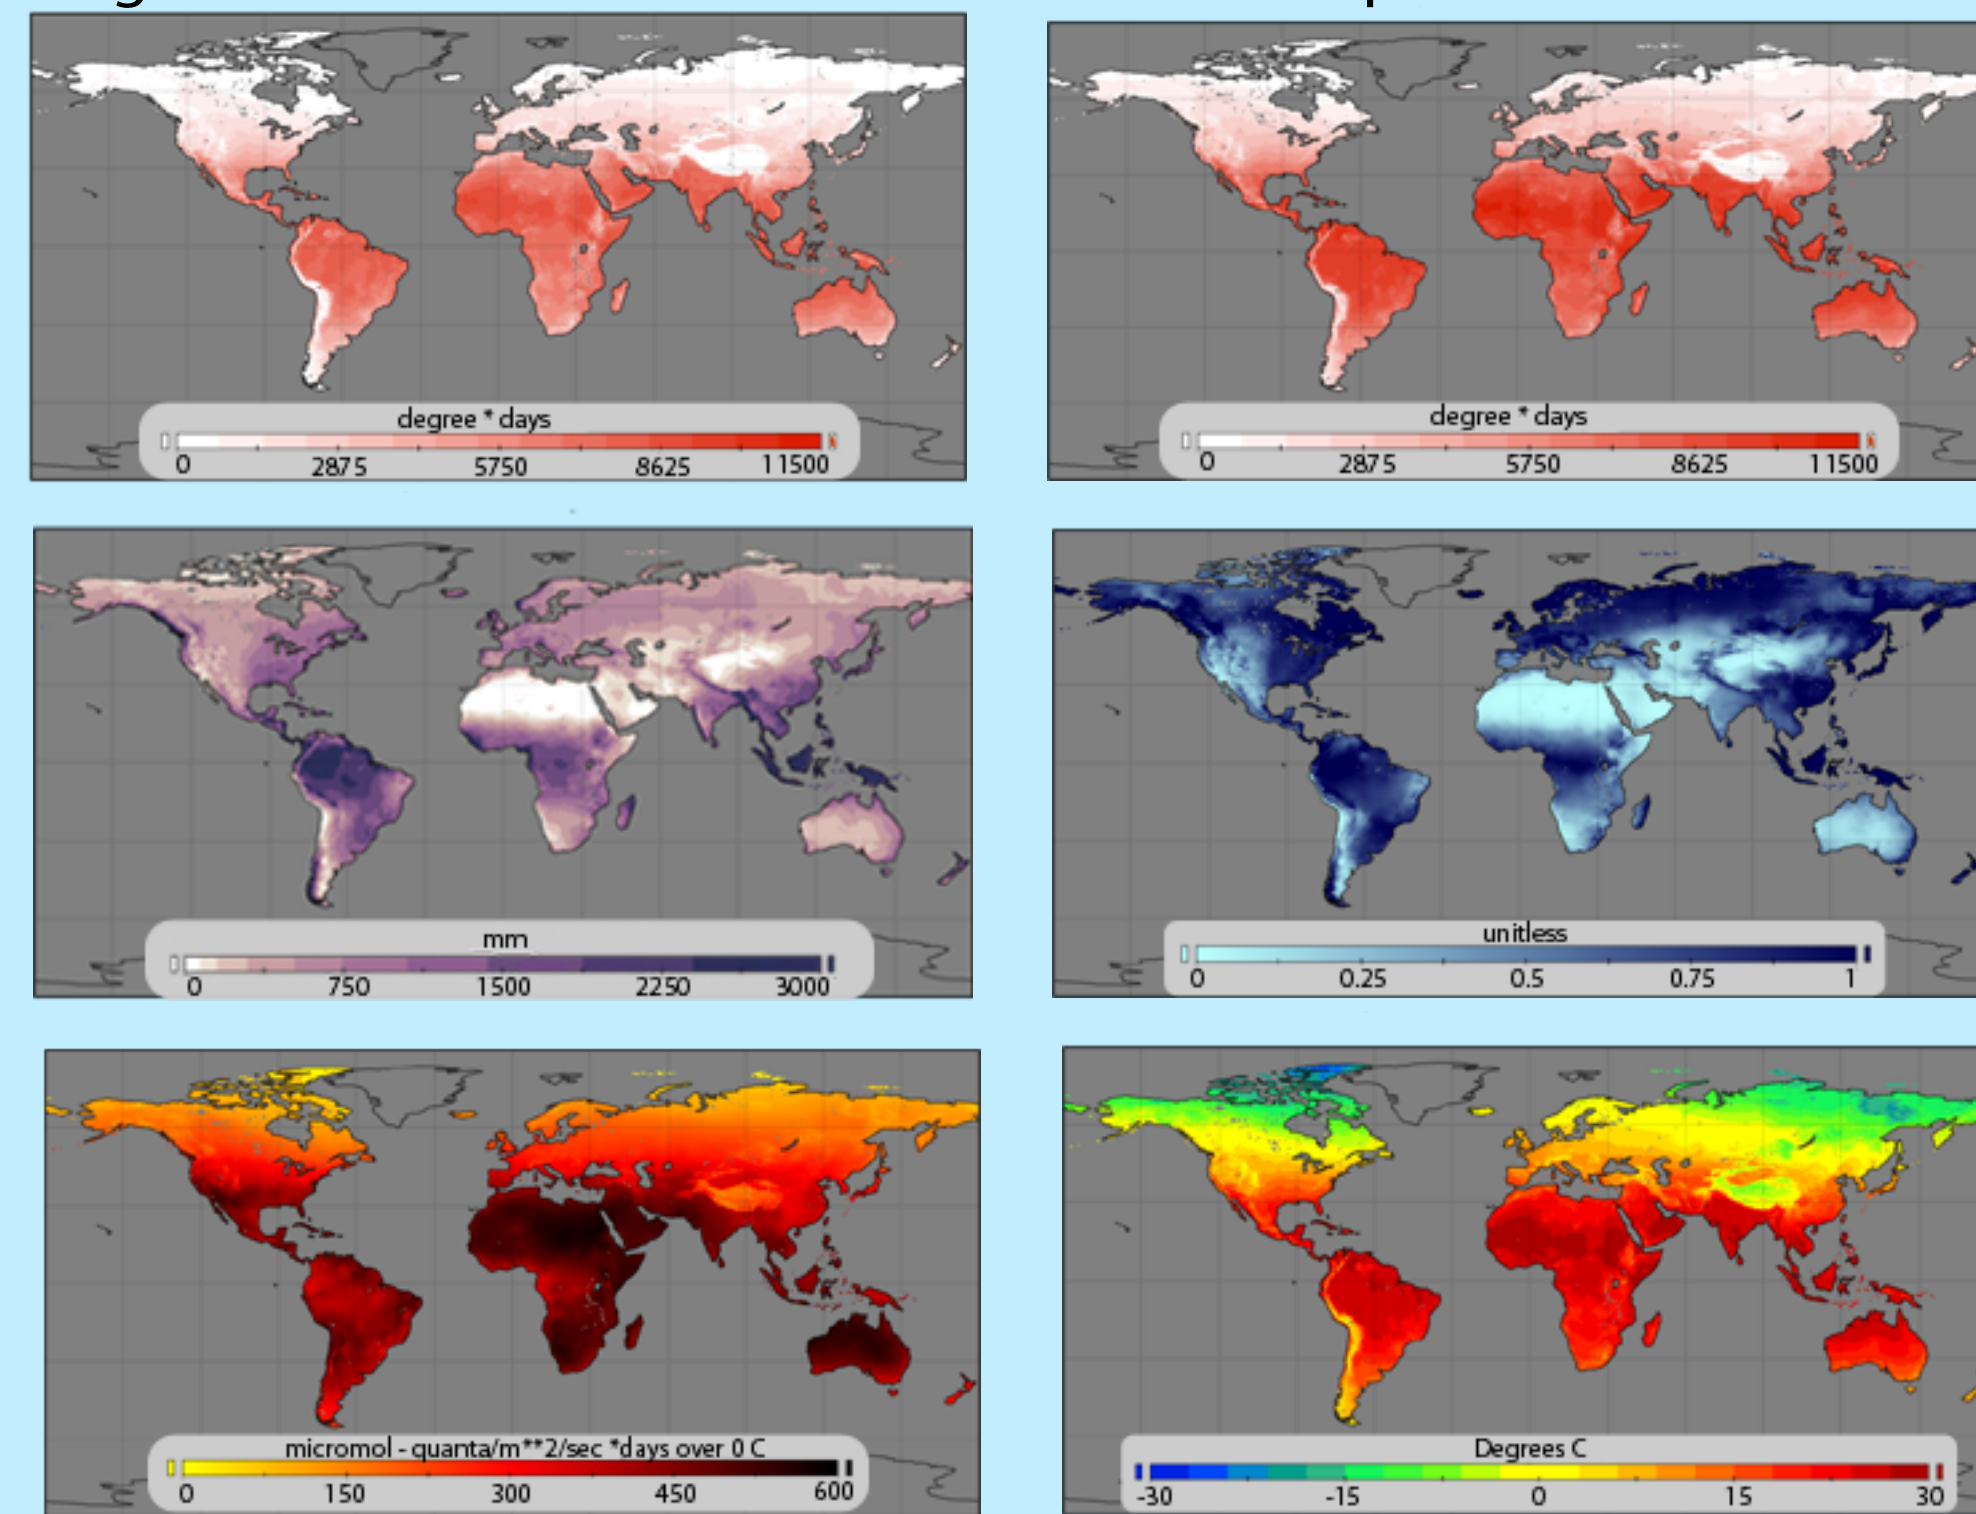 degree * days
0 2875 5750 8625 11500
degree * days
0 2875 5750 8625 11500
mm
0 750 1500 2250 3000
unitless
0 0.25 0.5 0.75 1
micromol - quanta/m**2/sec *days over 0 C
0 150 300 450 600
Degrees C
-30 -15 0 15 30